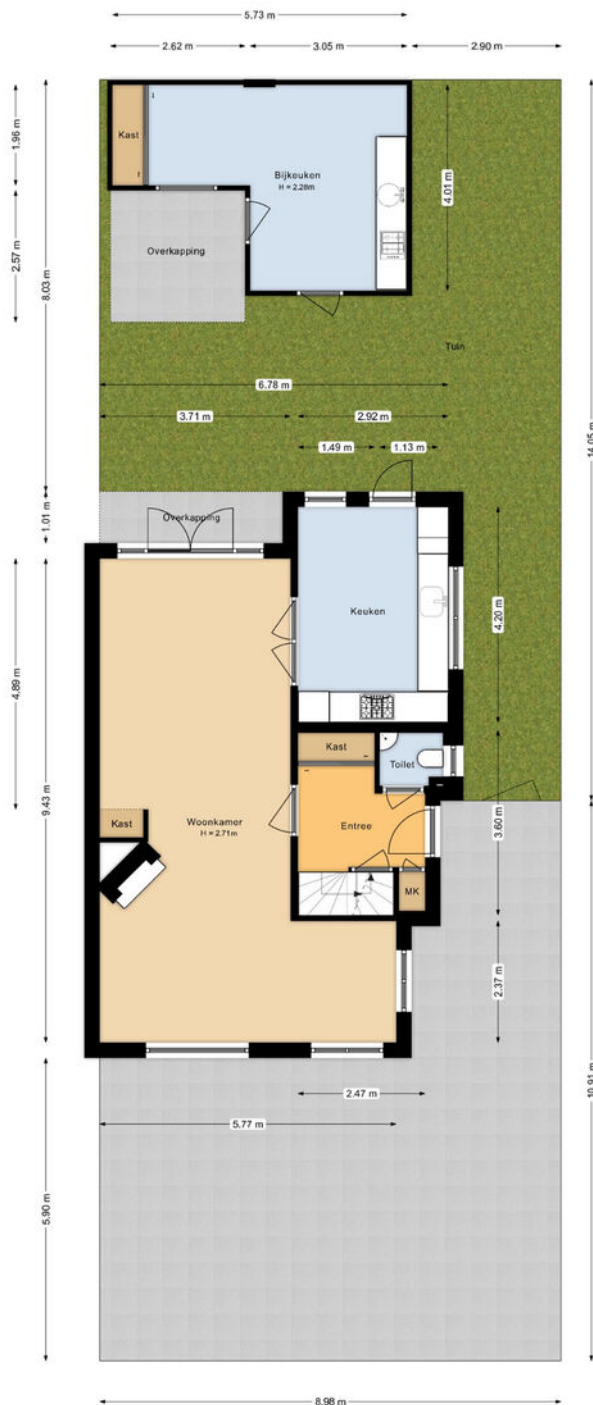 5.73 m
2.62 m
3.05 m
2.90 m
1.96 m
Kast
Bijkeuken
H = 2.28m
4.01 m
2.57 m
Overkapping
8.03 m
Tuin
14.05 m
6.78 m
3.71 m
2.92 m
1.49 m
1.13 m
1.01 m
Overkapping
Keuken
4.20 m
4.89 m
Kast
Toilet
9.43 m
Kast
Woonkamer
H = 2.71m
Entree
3.60 m
MK
2.37 m
2.47 m
5.77 m
10.91 m
5.90 m
8.98 m